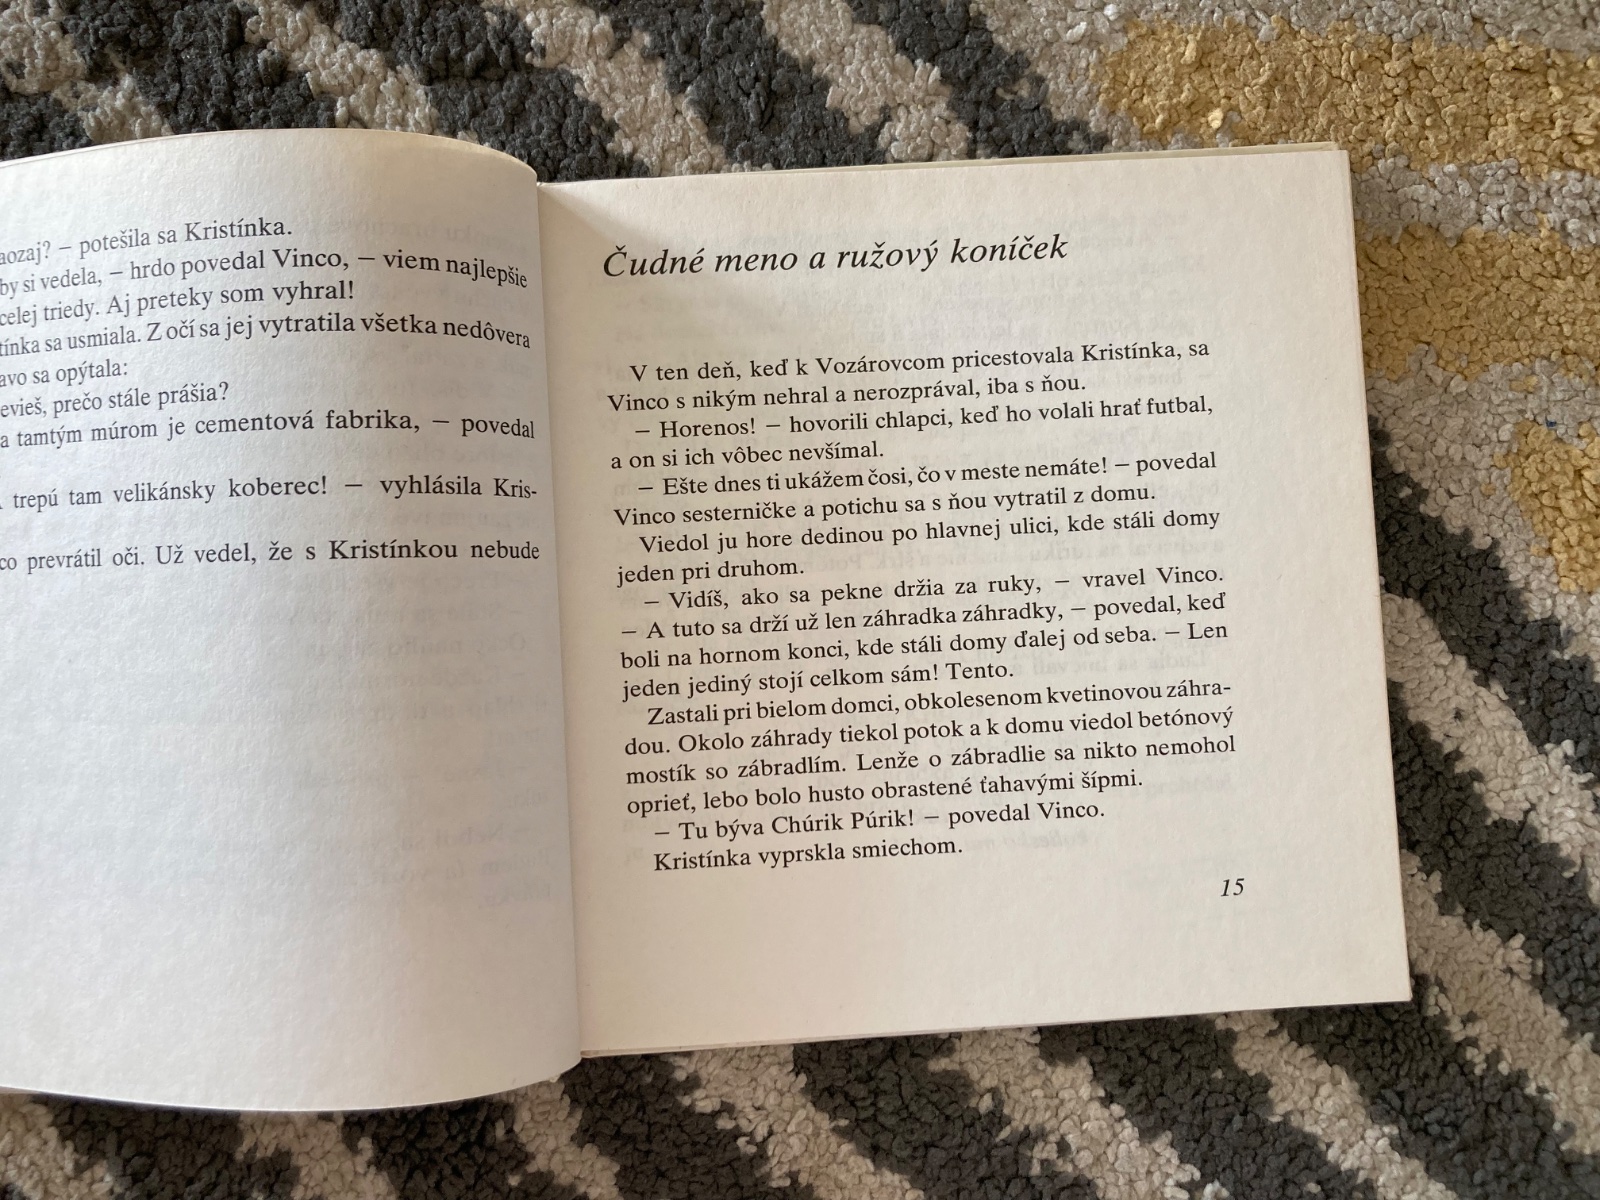 potešila sa Kristínka.
by si vedela, – hrdo povedal Vinco, – viem najlepšie
celej triedy. Aj preteky som vyhral!
sa usmiala. Z očí sa jej vytratila všetka nedôvera
sa opýtala:
prečo stále prášia?
tamtým múrom je cementová fabrika, – povedal
trepú tam velikánsky koberec! – vyhlásila Kris-
prevrátil oči. Už vedel, že s Kristínkou nebude
Čudné meno a ružový koníček
V ten deň, keď k Vozárovcom pricestovala Kristínka, sa
Vinco s nikým nehral a nerozprával, iba s ňou.
– Horenos! – hovorili chlapci, keď ho volali hrať futbal,
a on si ich vôbec nevšímal.
– Ešte dnes ti ukážem čosi, čo v meste nemáte! – povedal
Vinco sesterničke a potichu sa s ňou vytratil z domu.
Viedol ju hore dedinou po hlavnej ulici, kde stáli domy
jeden pri druhom.
– Vidíš, ako sa pekne držia za ruky, – vravel Vinco.
– A tuto sa drží už len záhradka záhradky, – povedal, keď
boli na hornom konci, kde stáli domy ďalej od seba. – Len
jeden jediný stojí celkom sám! Tento.
Zastali pri bielom domci, obkolesenom kvetinovou záhra-
dou. Okolo záhrady tiekol potok a k domu viedol betónový
mostík so zábradlím. Lenže o zábradlie sa nikto nemohol
oprieť, lebo bolo husto obrastené ťahavými šípmi.
– Tu býva Chúrik Púrik! – povedal Vinco.
Kristínka vyprskla smiechom.
15